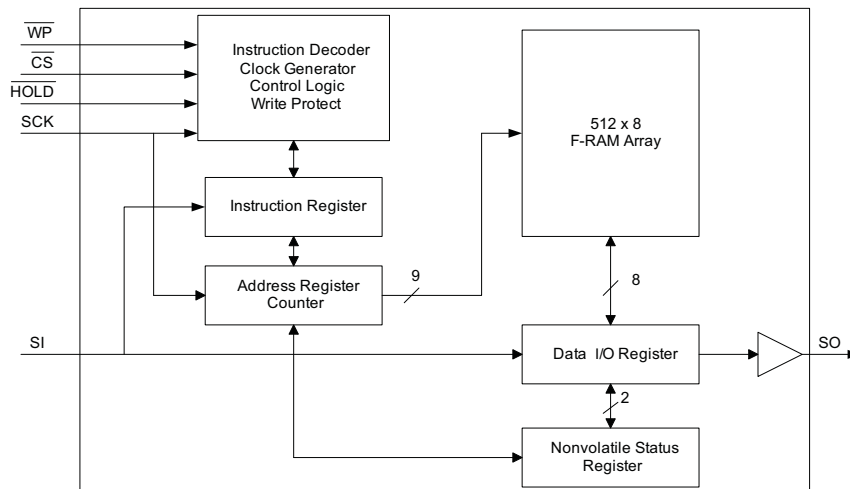 WP
CS
HOLD
SCK
Instruction Decoder
Clock Generator
Control Logic
Write Protect
512 x 8
F-RAM Array
Instruction Register
Address Register
Counter
9
8
SI
Data I/O Register
SO
2
Nonvolatile Status
Register